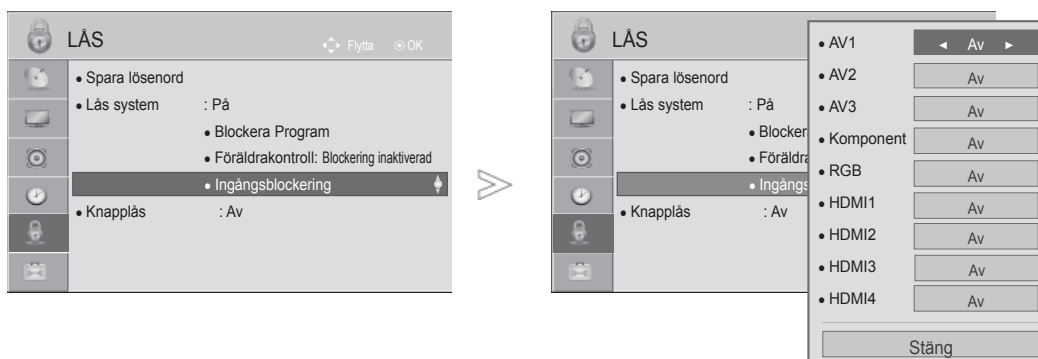 LÅS
Flytta OK
• Spara lösenord
• Lås system : På
• Blockera Program
• Föräldrakontroll: Blockering inaktiverad
• Ingångsblockering
• Knapplås : Av
LÅS
• Spara lösenord
• Lås system : På
• Blocker
• Föräldra
• Ingångs
• Knapplås : Av
• AV1 ◄ Av ►
• AV2 Av
• AV3 Av
• Komponent Av
• RGB Av
• HDMI1 Av
• HDMI2 Av
• HDMI3 Av
• HDMI4 Av
Stäng